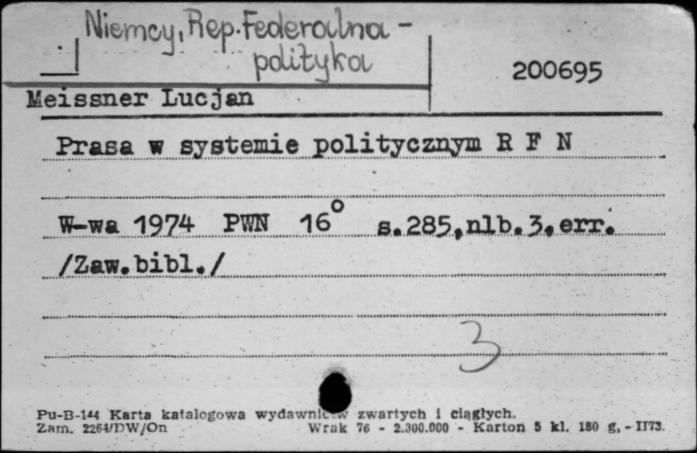 Niemcy, Rep. Federalna -
polityka
200695
Meissner Lucjan
Prasa w systemie politycznym R F N
W-wa 1974 PWN 16° s.285,nlb.3,err.
/Zaw.bibl./
3
Pu-B-144 Karta katalogowa wydawnictw zwartych i ciągłych.
Zam. 2264/DW/On Wrak 76 - 2.300.000 - Karton 5 kl. 180 g, - II73.